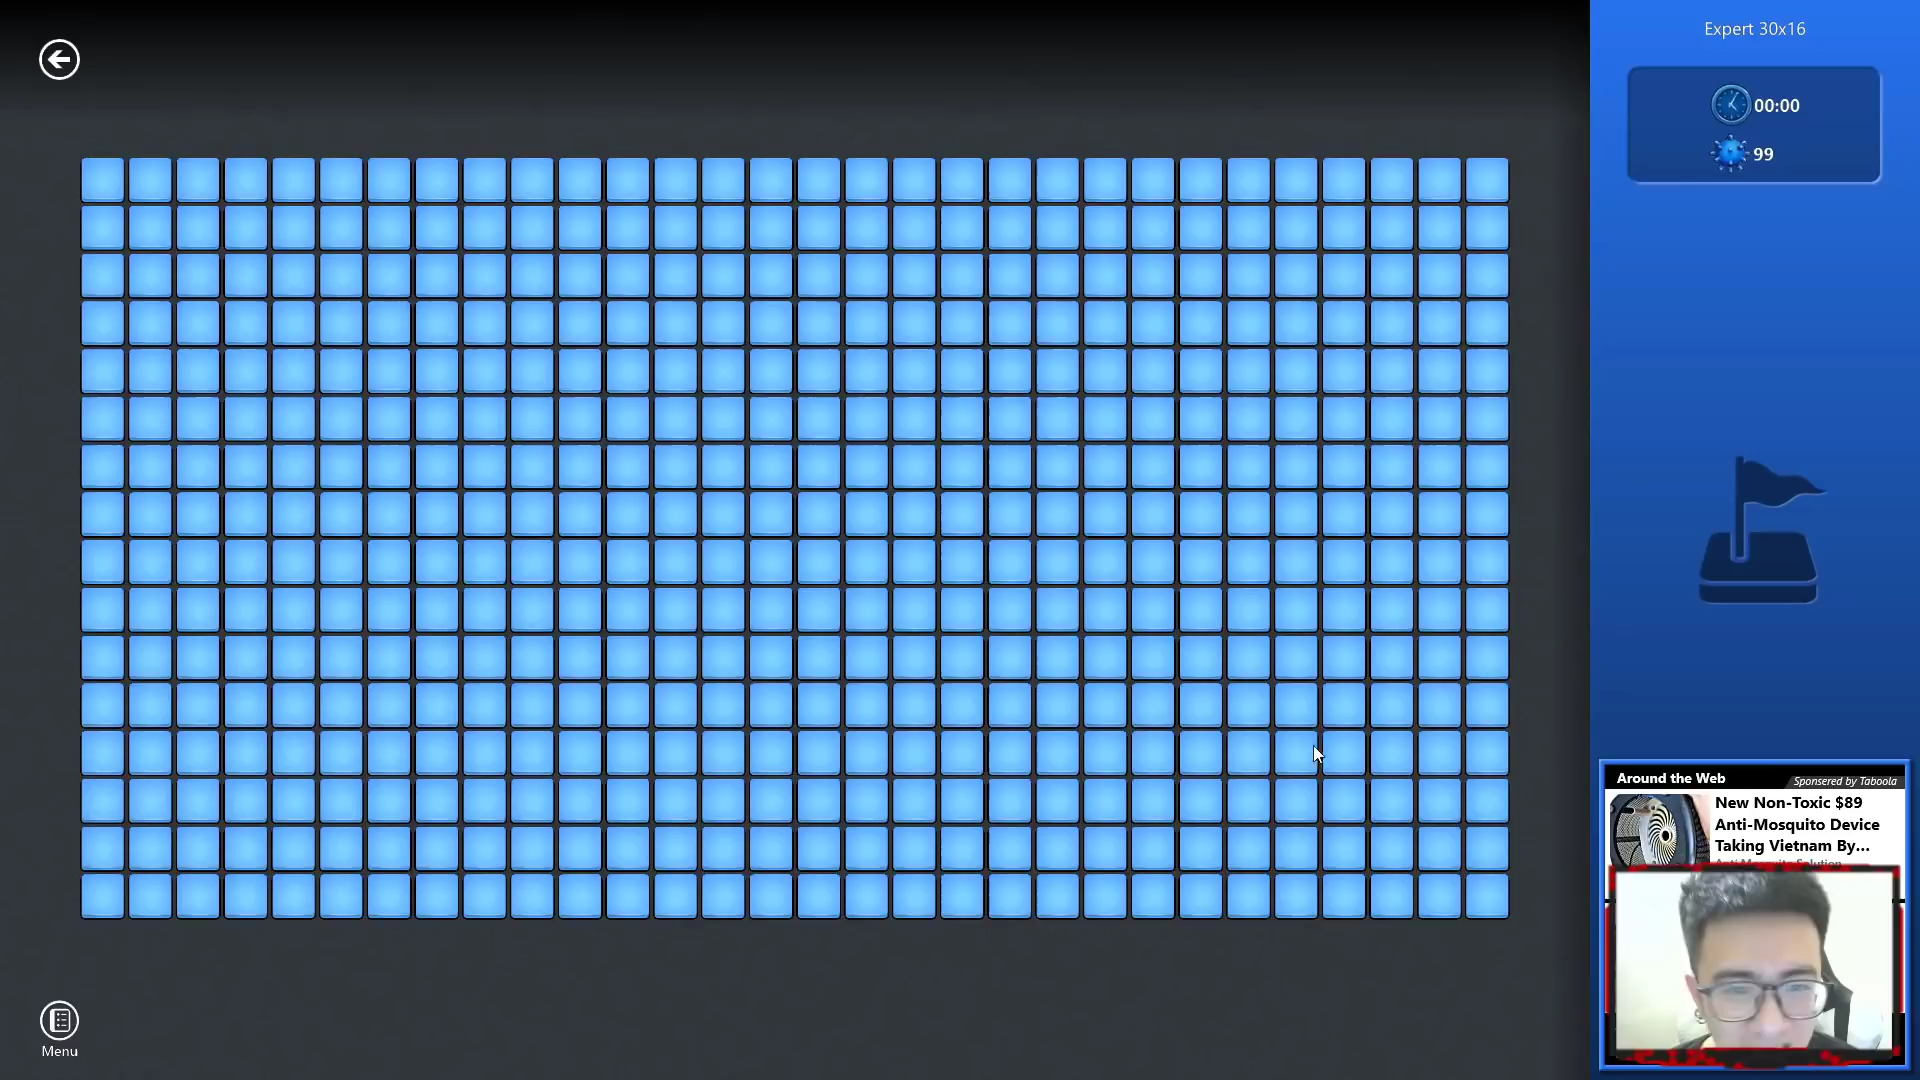 Expert 30x16
00:00
99
Around the Web
Sponsered by Taboola
New Non-Toxic $89
Anti-Mosquito Device
Taking Vietnam By...
Menu